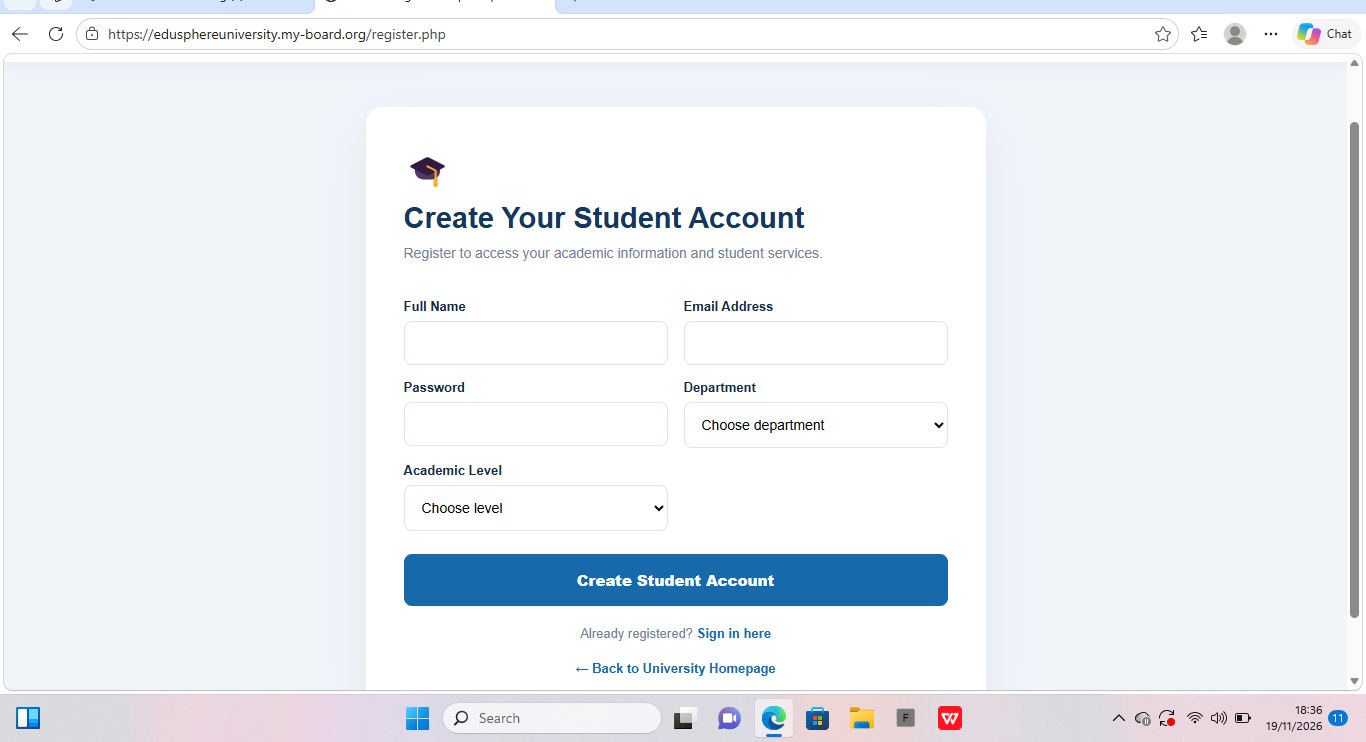 https://edusphereuniversity.my-board.org/register.php
Chat
Create Your Student Account
Register to access your academic information and student services.
Full Name
Email Address
Password
Department
Choose department
Academic Level
Choose level
Create Student Account
Already registered? Sign in here
← Back to University Homepage
Search
F
W
18:36
19/11/2026
11